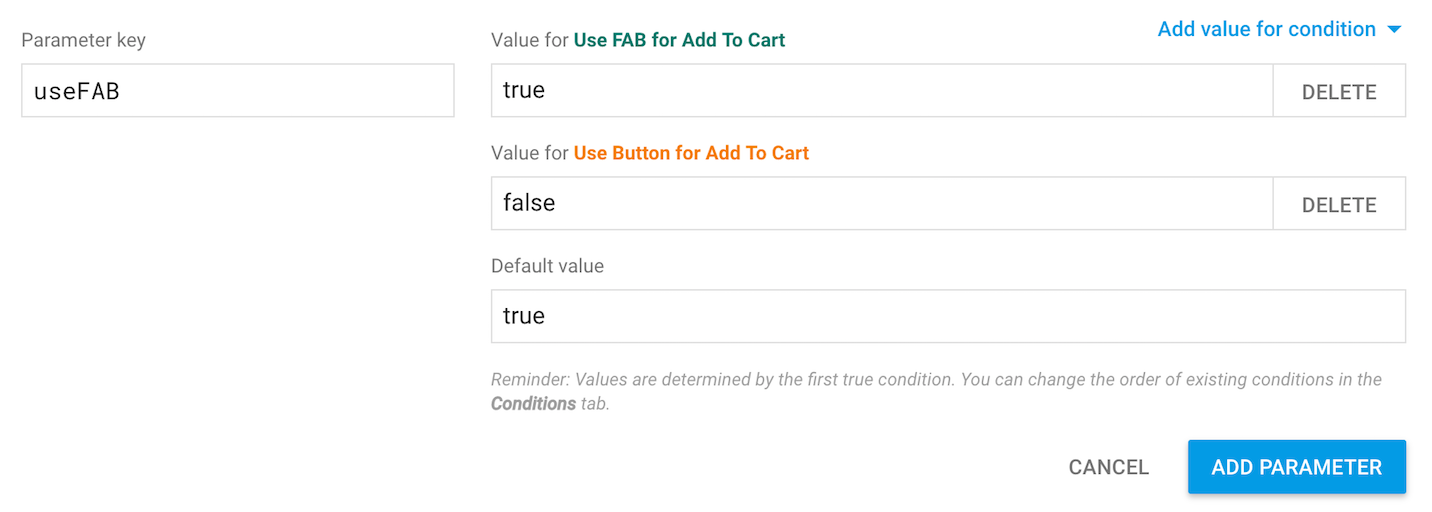 Parameter key
useFAB
Value for Use FAB for Add To Cart
Add value for condition
true
DELETE
Value for Use Button for Add To Cart
false
DELETE
Default value
true
Reminder: Values are determined by the first true condition. You can change the order of existing conditions in the
Conditions tab.
CANCEL
ADD PARAMETER